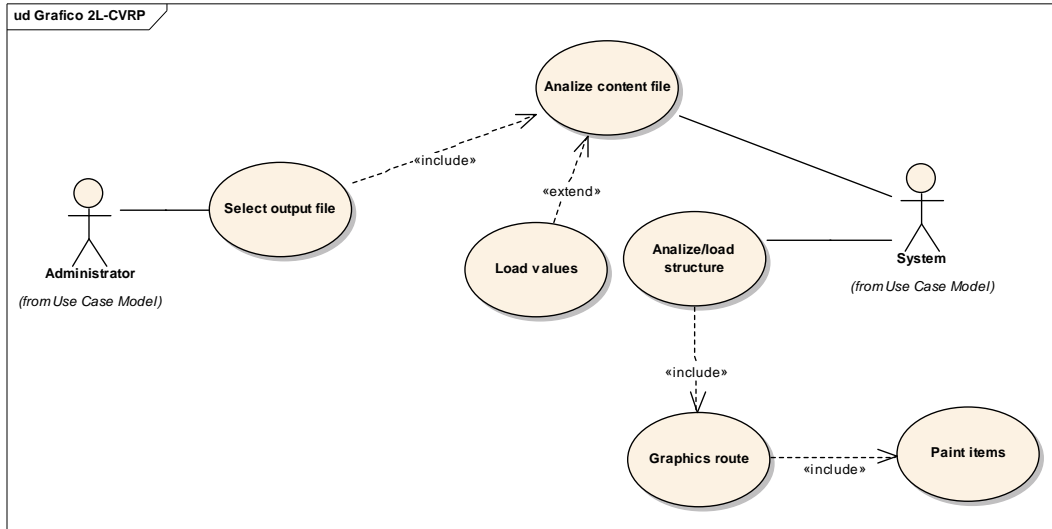 ud Grafico 2L-CVRP
Analize content file
«include»
Select output file
Administrator
(from Use Case Model)
«extend»
Load values
Analize/load
structure
System
(from Use Case Model)
«include»
Graphics route
«include»
Paint items